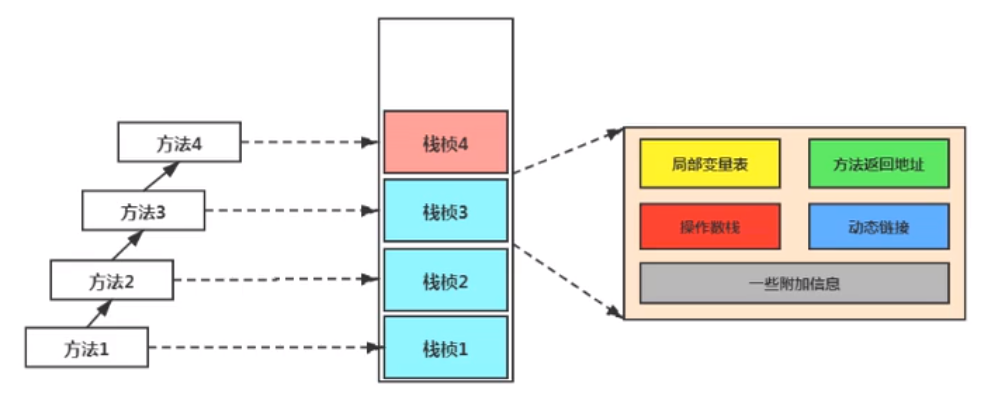 方法4
栈桢4
局部变量表
方法返回地址
方法3
栈桢3
操作数栈
动态链接
方法2
栈桢2
一些附加信息
方法1
栈桢1